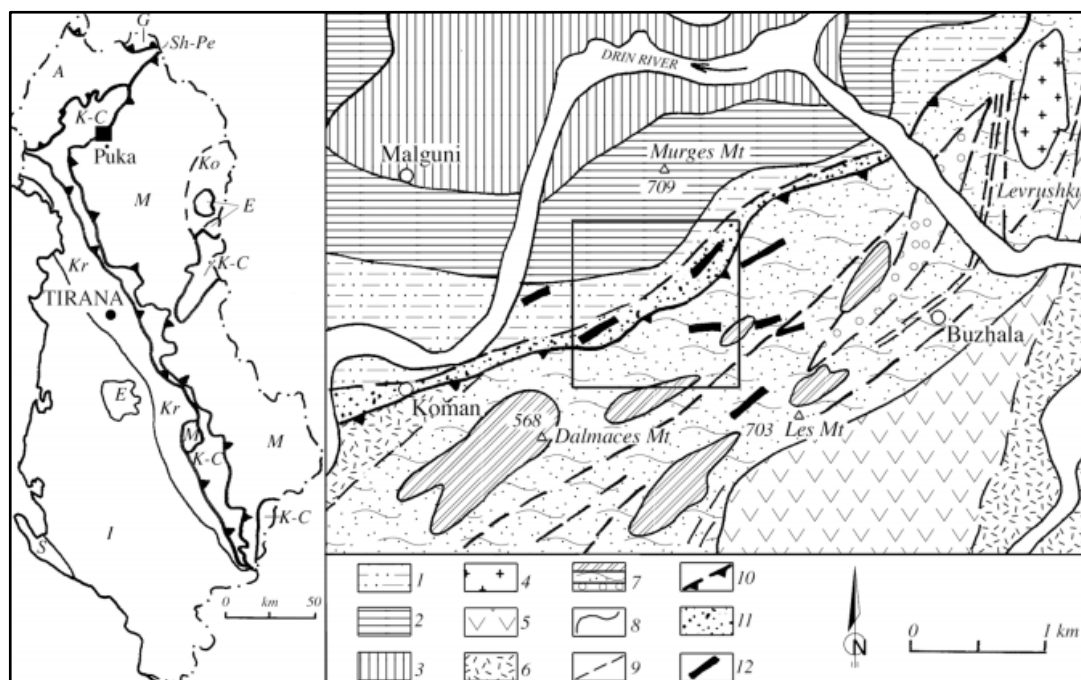 G
Sh-Pe
A
K-C
Puka
Ko
M
E
K-C
Kr
TIRANA
E
Kr
M
K-C
M
K-C
I
S
0 km 50
DRIN RIVER
Malguni
Murges Mt
709
Levrushku
Buzhala
Koman
568
Dalmaces Mt
703 Les Mt
1 4 7 10
2 5 8 11
3 6 9 12
N
0 1 km